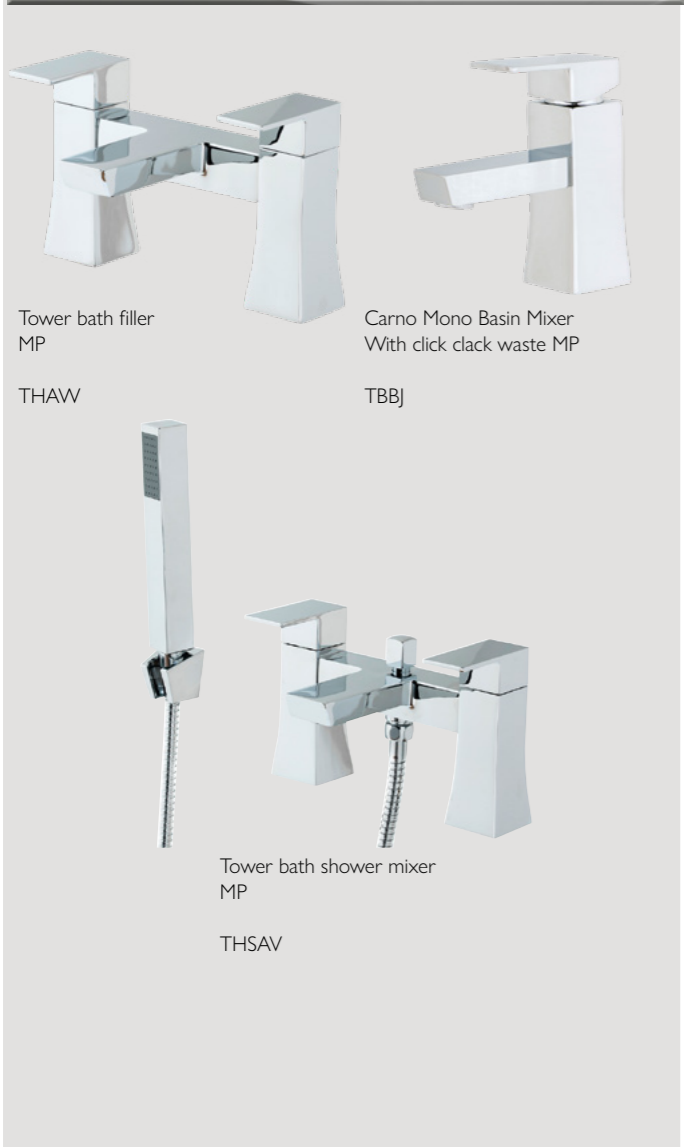 Tower bath filler
MP
THAW
Carno Mono Basin Mixer
With click clack waste MP
TBBJ
Tower bath shower mixer
MP
THSAV